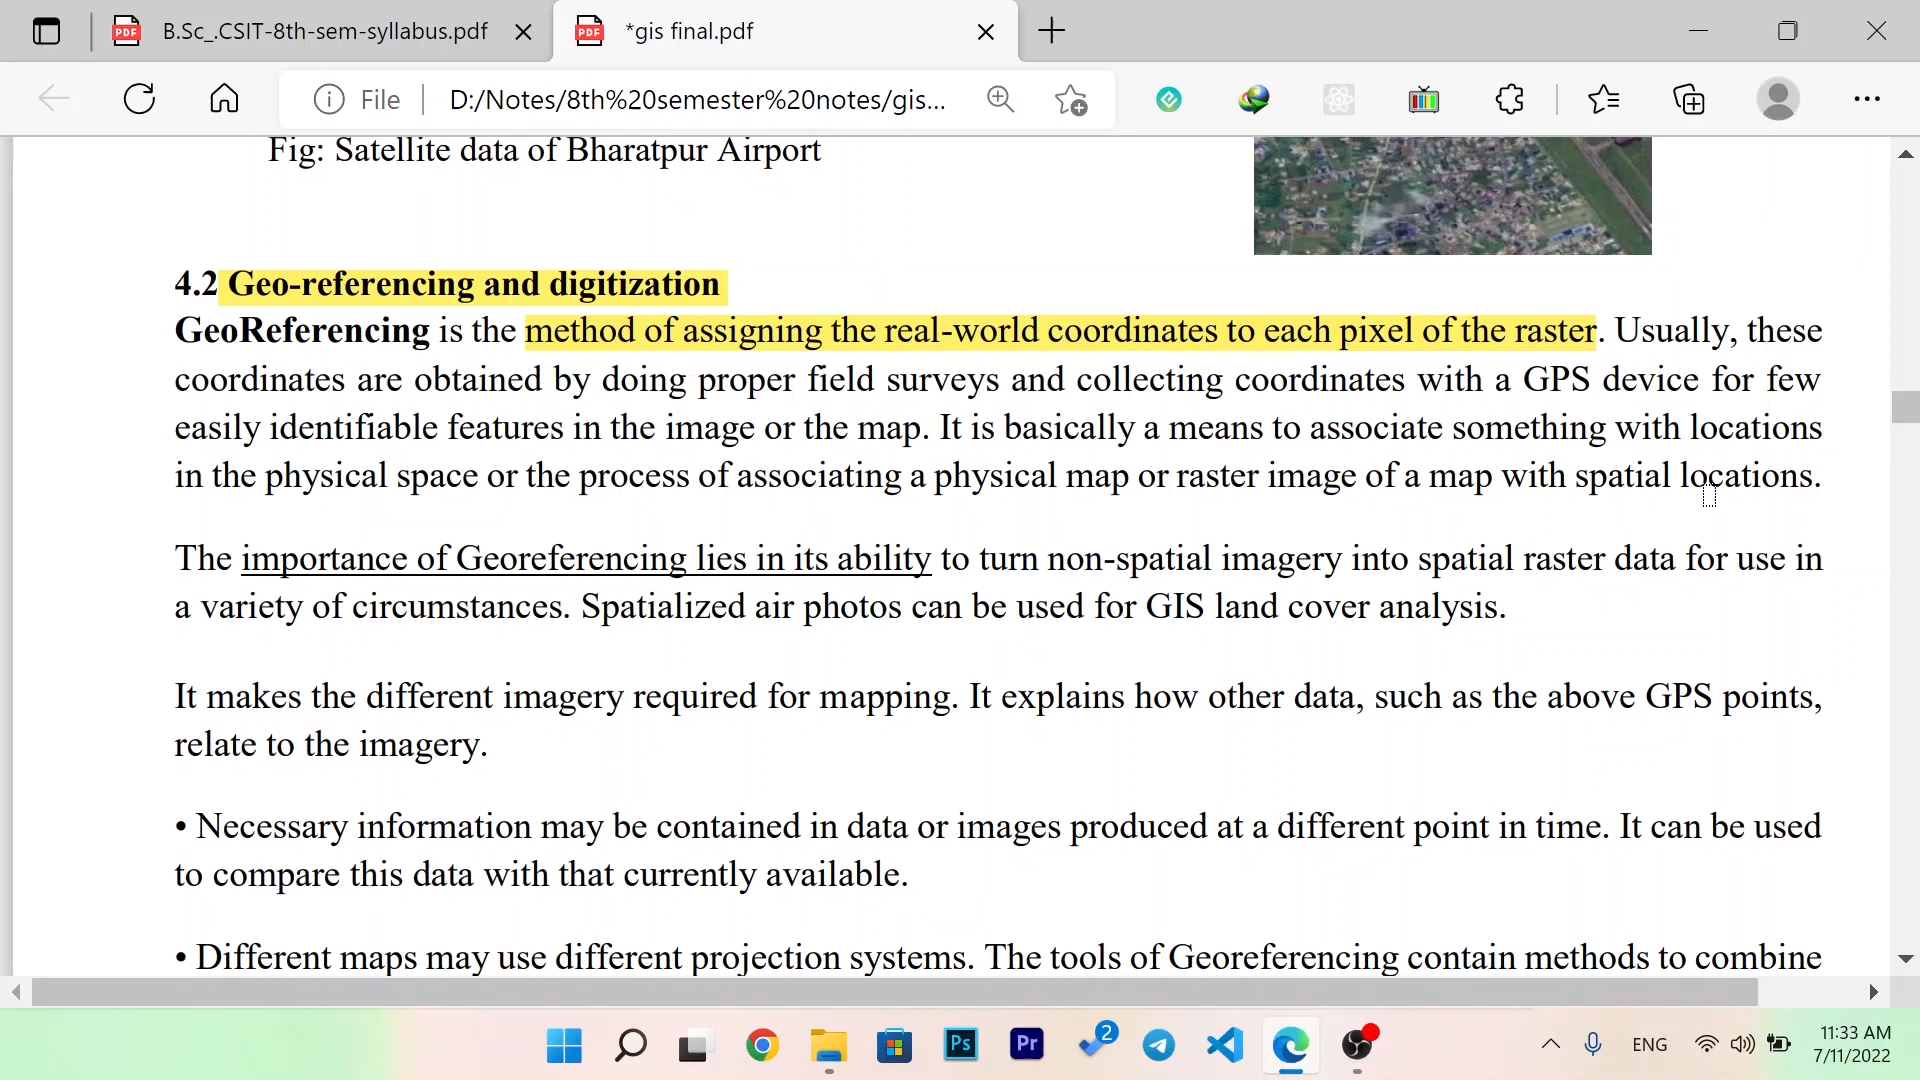 B.Sc_.CSIT-8th-sem-syllabus.pdf
*gis final.pdf
File
D:/Notes/8th%20semester%20notes/gis...
Fig: Satellite data of Bharatpur Airport
4.2 Geo-referencing and digitization
GeoReferencing is the method of assigning the real-world coordinates to each pixel of the raster. Usually, these
coordinates are obtained by doing proper field surveys and collecting coordinates with a GPS device for few
easily identifiable features in the image or the map. It is basically a means to associate something with locations
in the physical space or the process of associating a physical map or raster image of a map with spatial locations.
The importance of Georeferencing lies in its ability to turn non-spatial imagery into spatial raster data for use in
a variety of circumstances. Spatialized air photos can be used for GIS land cover analysis.
It makes the different imagery required for mapping. It explains how other data, such as the above GPS points,
relate to the imagery.
• Necessary information may be contained in data or images produced at a different point in time. It can be used
to compare this data with that currently available.
• Different maps may use different projection systems. The tools of Georeferencing contain methods to combine
Ps
Pr
2
ENG
11:33 AM
7/11/2022
PDF
PDF